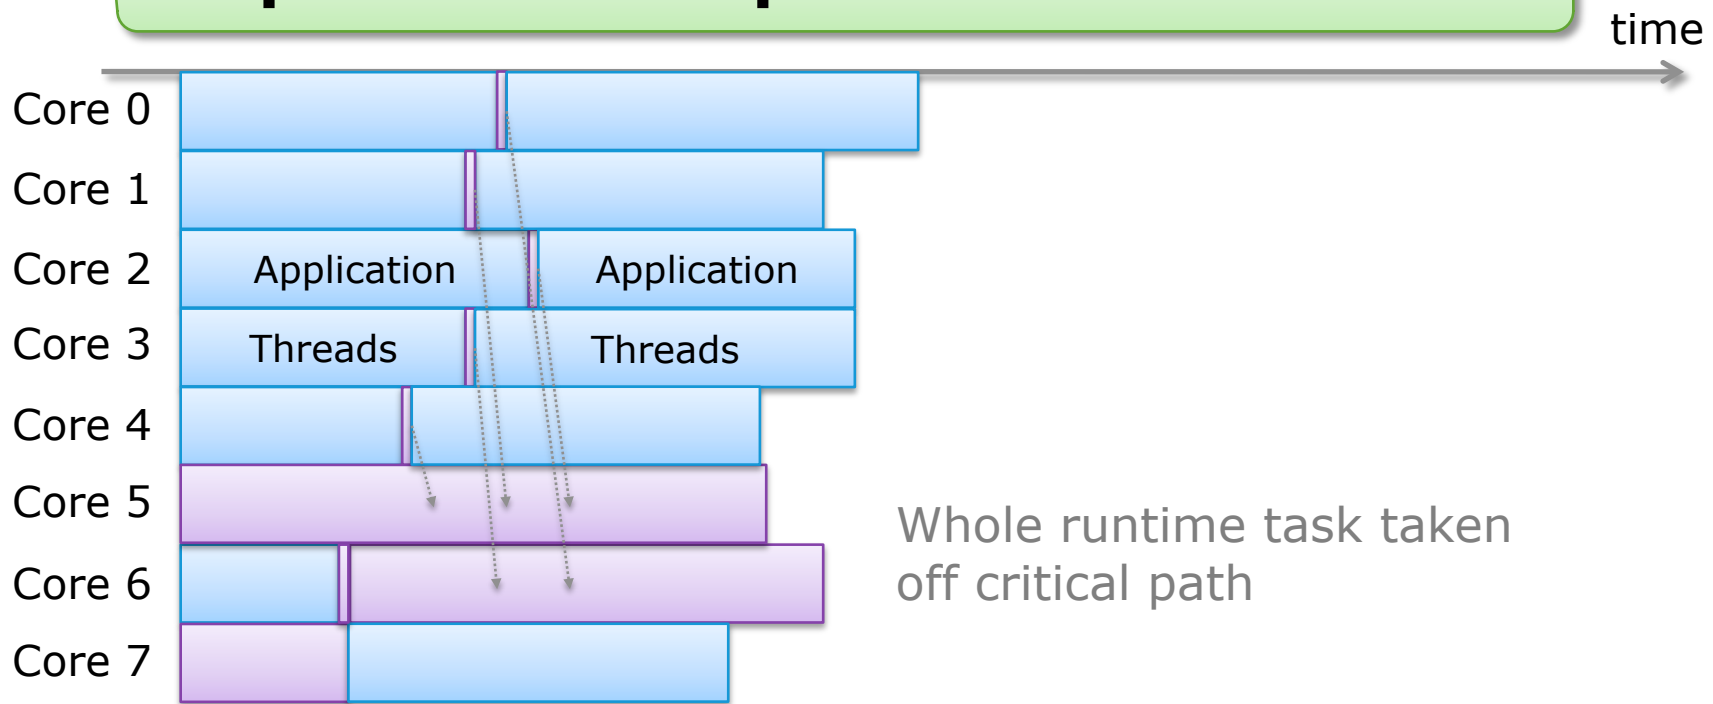 time
Core 0
Core 1
Core 2
Application
Application
Core 3
Threads
Threads
Core 4
Core 5
Whole runtime task taken
off critical path
Core 6
Core 7